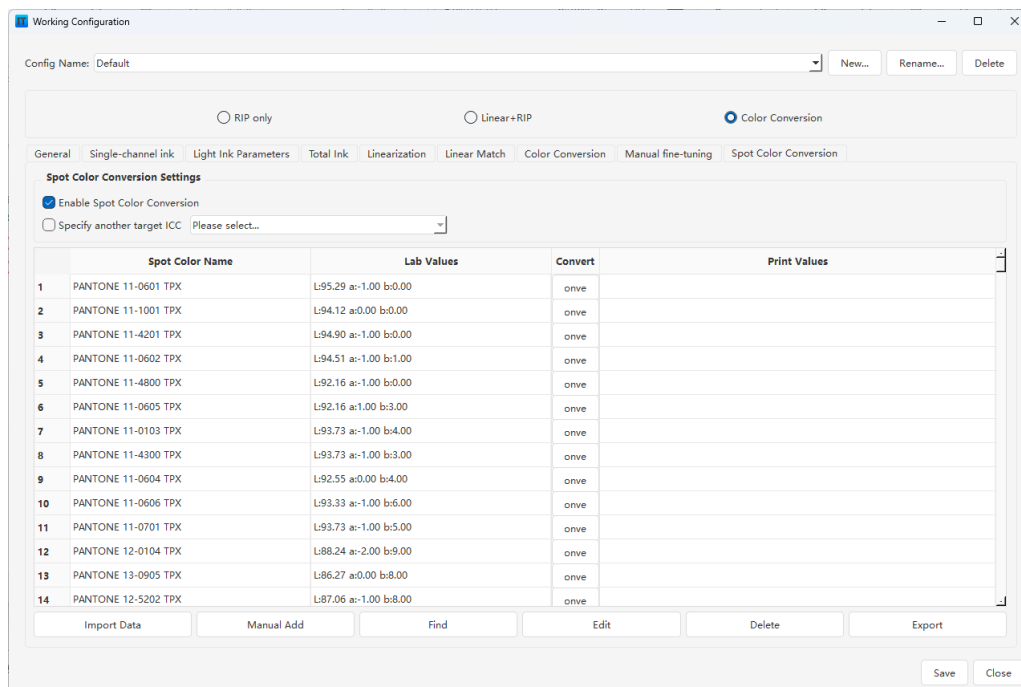 IT Working Configuration
Config Name: Default New... Rename... Delete
RIP only Linear+RIP Color Conversion
General Single-channel ink Light Ink Parameters Total Ink Linearization Linear Match Color Conversion Manual fine-tuning Spot Color Conversion
Spot Color Conversion Settings
Enable Spot Color Conversion
Specify another target ICC Please select...
Spot Color Name Lab Values Convert Print Values
1 PANTONE 11-0601 TPX L:95.29 a:-1.00 b:0.00 onve
2 PANTONE 11-1001 TPX L:94.12 a:0.00 b:0.00 onve
3 PANTONE 11-4201 TPX L:94.90 a:-1.00 b:0.00 onve
4 PANTONE 11-0602 TPX L:94.51 a:-1.00 b:1.00 onve
5 PANTONE 11-4800 TPX L:92.16 a:-1.00 b:0.00 onve
6 PANTONE 11-0605 TPX L:92.16 a:1.00 b:3.00 onve
7 PANTONE 11-0103 TPX L:93.73 a:-1.00 b:4.00 onve
8 PANTONE 11-4300 TPX L:93.73 a:-1.00 b:3.00 onve
9 PANTONE 11-0604 TPX L:92.55 a:0.00 b:4.00 onve
10 PANTONE 11-0606 TPX L:93.33 a:-1.00 b:6.00 onve
11 PANTONE 11-0701 TPX L:93.73 a:-1.00 b:5.00 onve
12 PANTONE 12-0104 TPX L:88.24 a:-2.00 b:9.00 onve
13 PANTONE 13-0905 TPX L:86.27 a:0.00 b:8.00 onve
14 PANTONE 12-5202 TPX L:87.06 a:-1.00 b:8.00 onve
Import Data Manual Add Find Edit Delete Export
Save Close